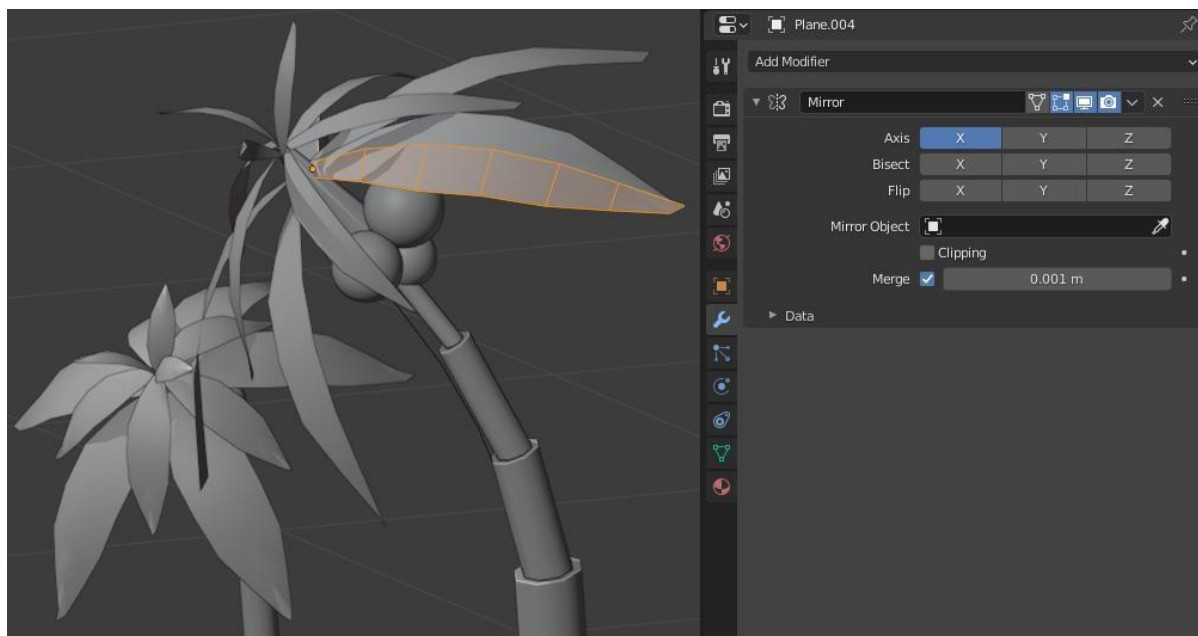 Plane.004
Add Modifier
Mirror
Axis X Y Z
Bisect X Y Z
Flip X Y Z
Mirror Object
Clipping
Merge 0.001 m
Data